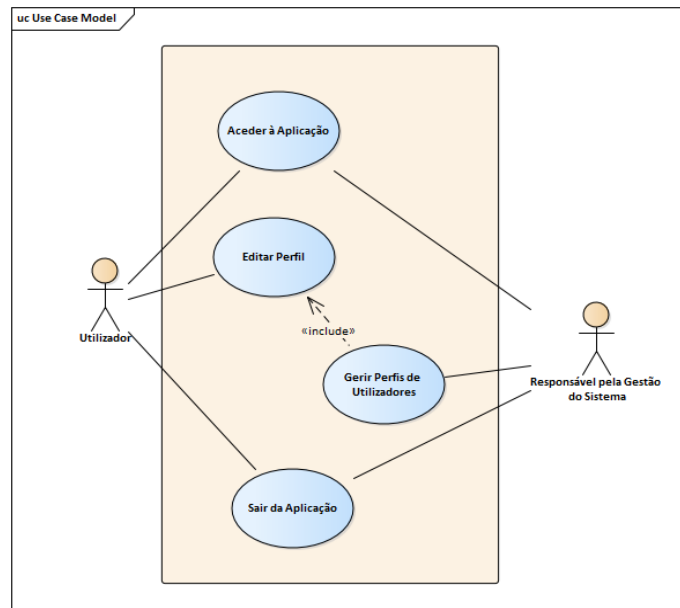 uc Use Case Model
Aceder à Aplicação
Editar Perfil
«include»
Utilizador
Gerir Perfis de
Utilizadores
Responsável pela Gestão
do Sistema
Sair da Aplicação